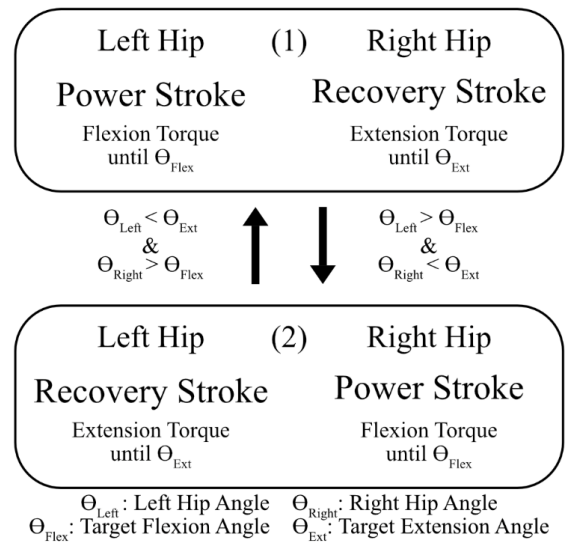 Left Hip (1) Right Hip
Power Stroke Recovery Stroke
Flexion Torque Extension Torque
until ϴFlex until ϴExt
ϴLeft < ϴExt ϴLeft > ϴFlex
& &
ϴRight > ϴFlex ϴRight < ϴExt
Left Hip (2) Right Hip
Recovery Stroke Power Stroke
Extension Torque Flexion Torque
until ϴExt until ϴFlex
ϴLeft: Left Hip Angle ϴRight: Right Hip Angle
ϴFlex: Target Flexion Angle ϴExt: Target Extension Angle